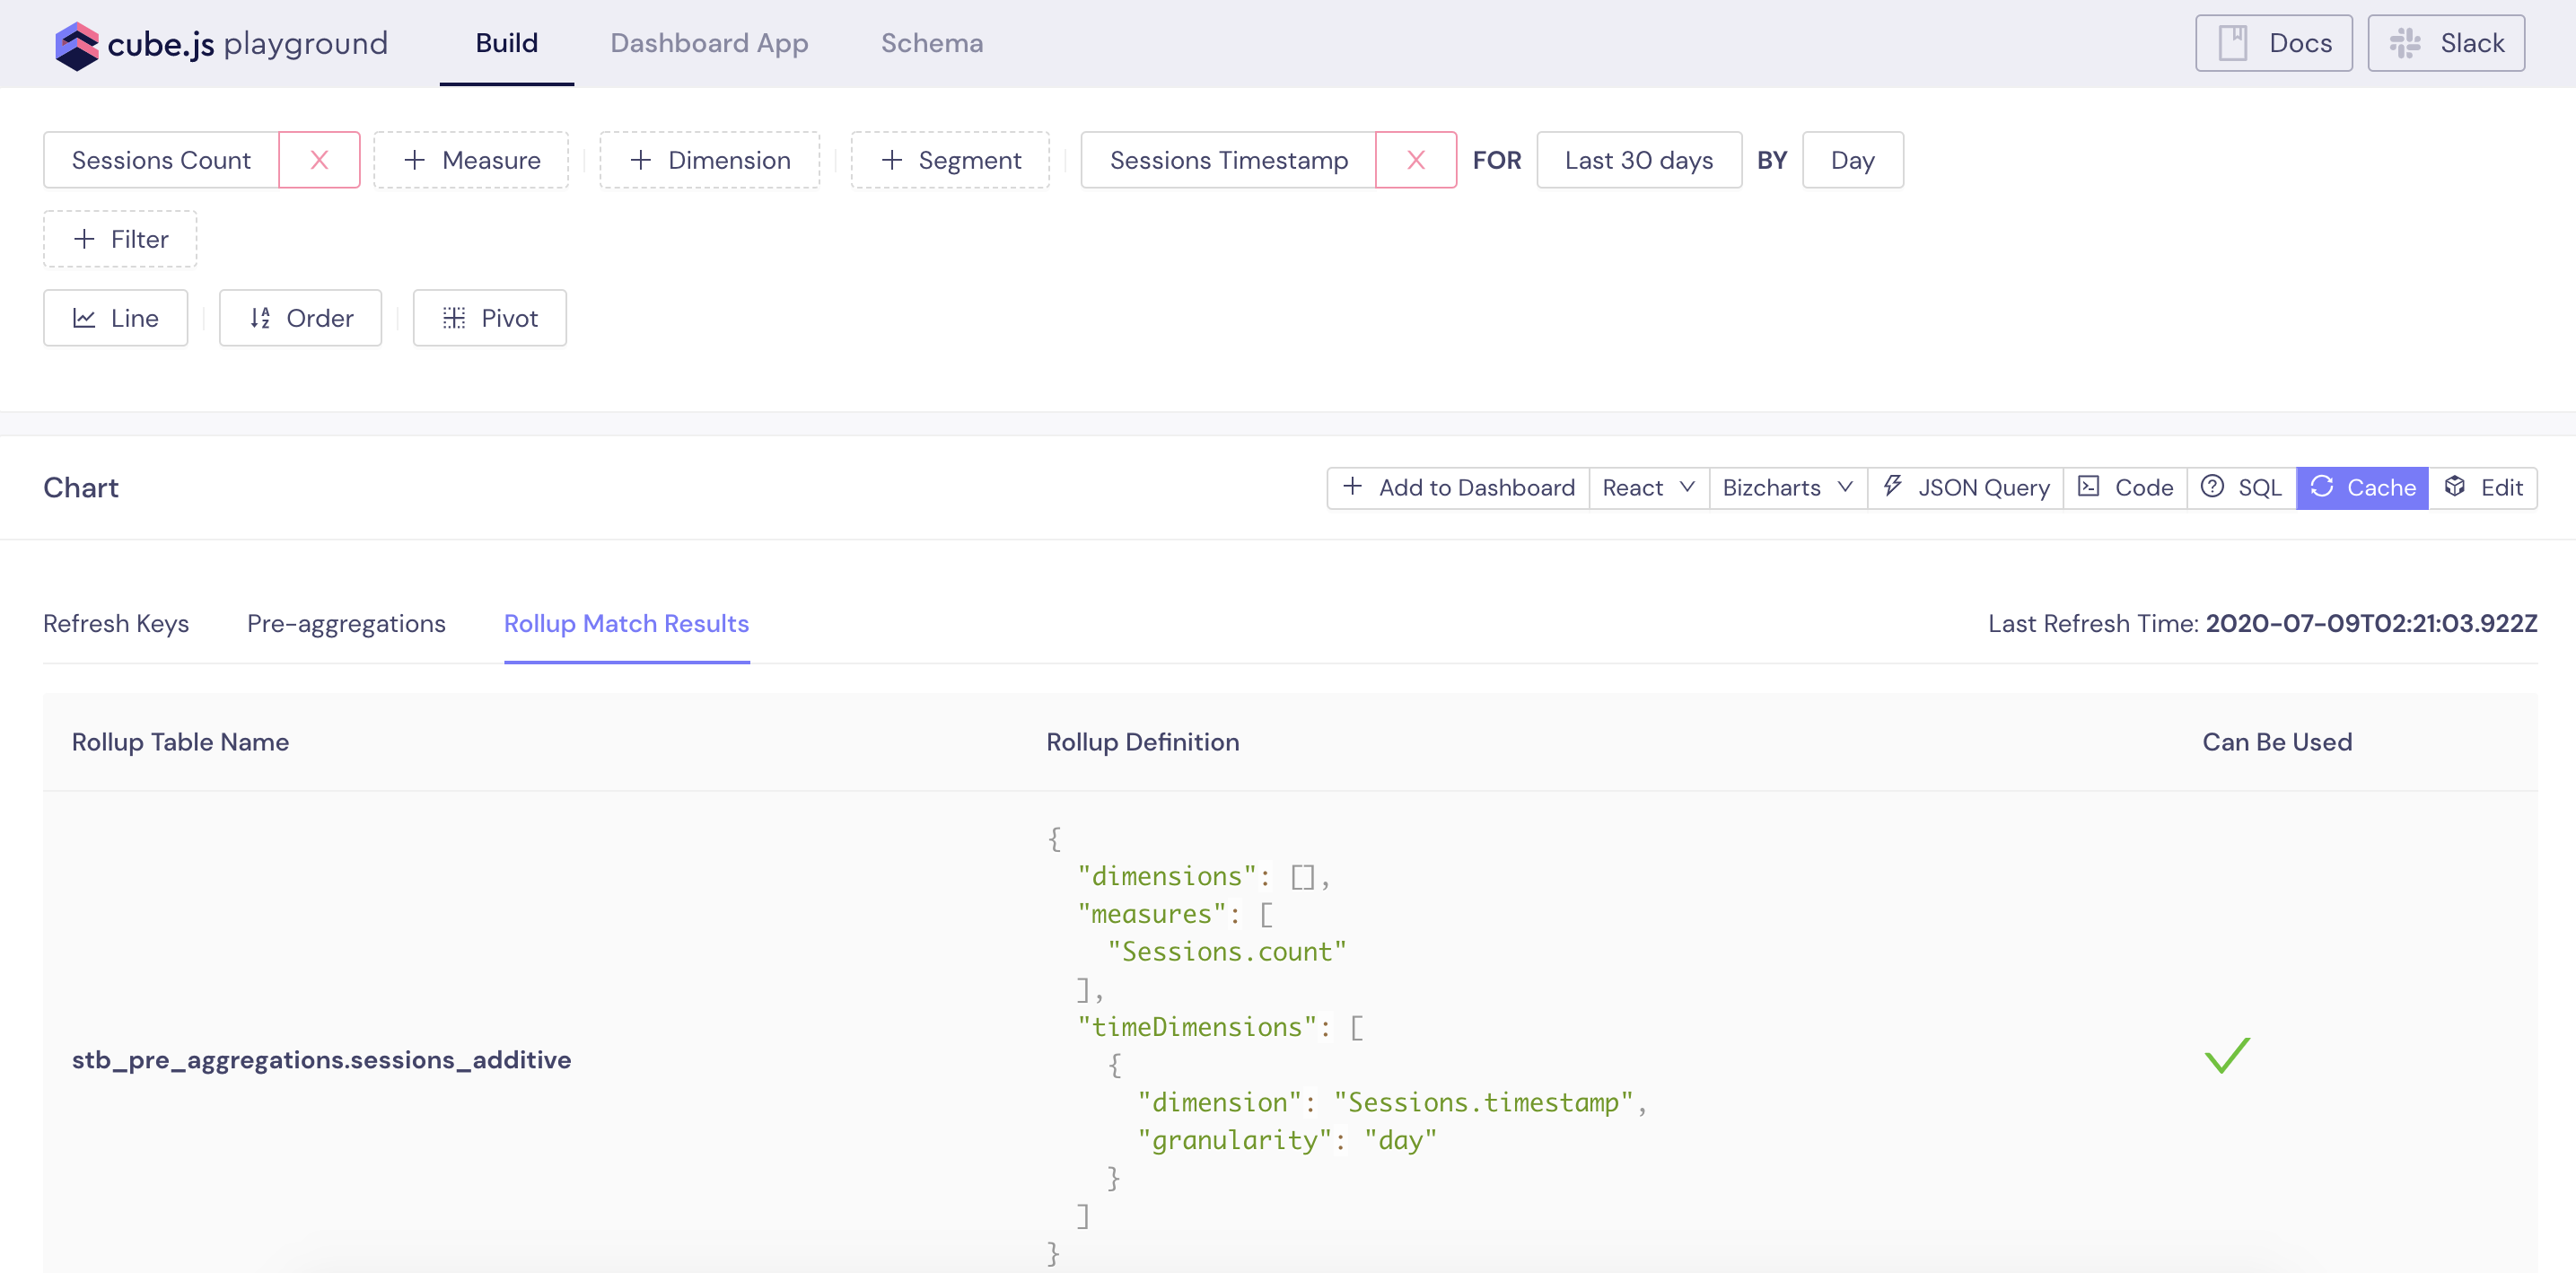 cube.js playground Build Dashboard App Schema Docs Slack
Sessions Count X + Measure + Dimension + Segment Sessions Timestamp X FOR Last 30 days BY Day
+ Filter
Line Order Pivot
Chart + Add to Dashboard React Bizcharts JSON Query Code SQL Cache Edit
Refresh Keys Pre-aggregations Rollup Match Results Last Refresh Time: 2020-07-09T02:21:03.922Z
Rollup Table Name Rollup Definition Can Be Used
{
"dimensions": [],
"measures": [
"Sessions.count"
],
"timeDimensions": [
stb_pre_aggregations.sessions_additive
{
"dimension": "Sessions.timestamp",
"granularity": "day"
}
]
}